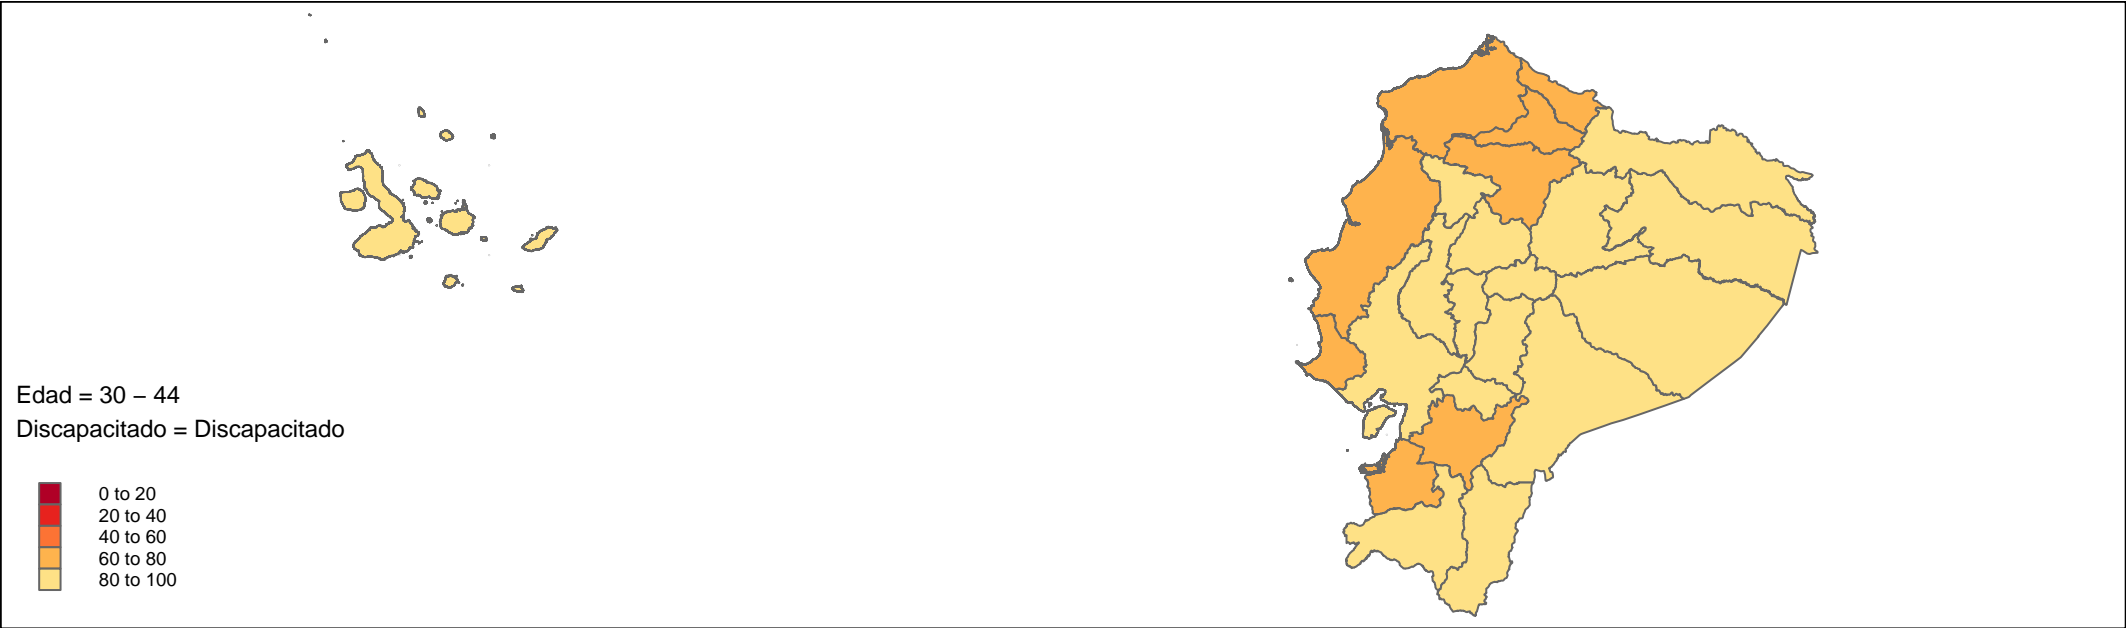 Edad = 30 – 44
Discapacitado = Discapacitado
0 to 20
20 to 40
40 to 60
60 to 80
80 to 100